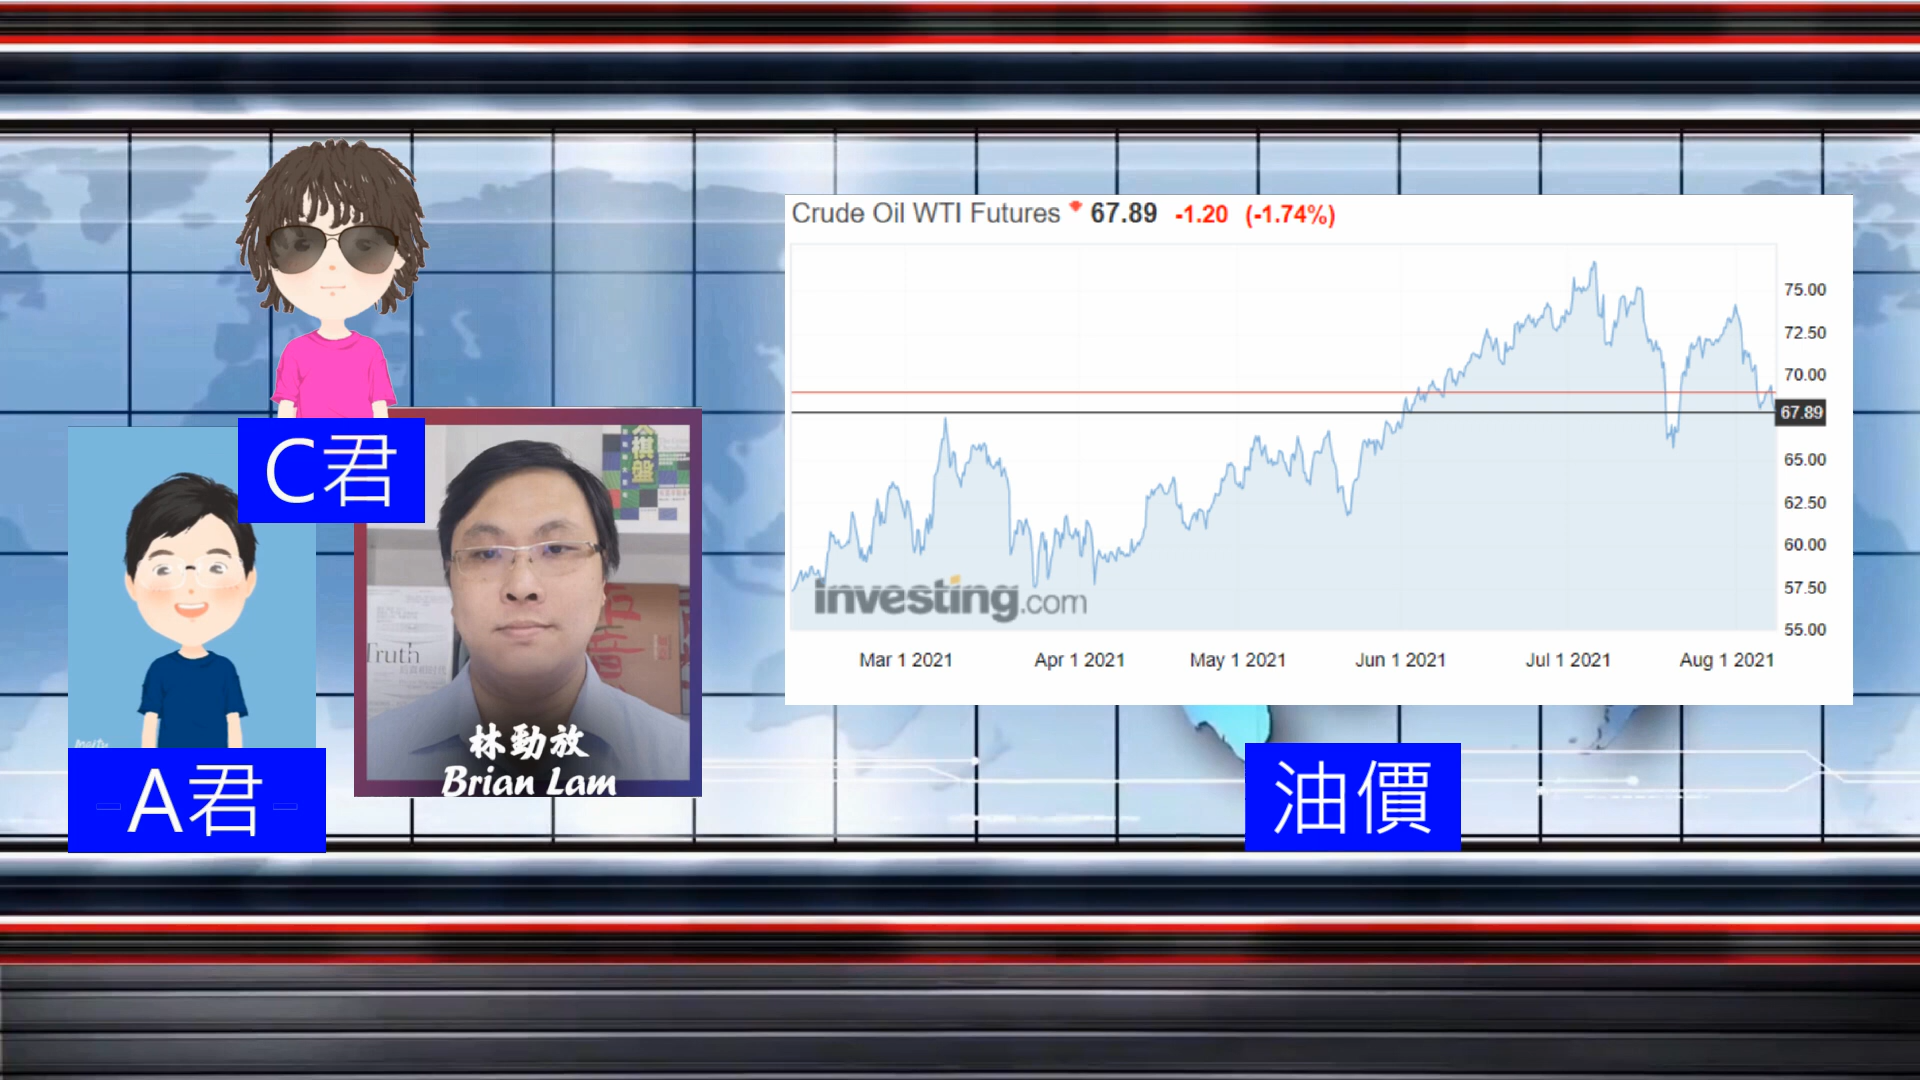 Crude Oil WTI Futures 67.89 -1.20 (-1.74%)
75.00
72.50
70.00
67.89
65.00
62.50
60.00
57.50
55.00
investing.com
Mar 1 2021 Apr 1 2021 May 1 2021 Jun 1 2021 Jul 1 2021 Aug 1 2021
油價
C君
A君
棋盤
Truth
林勁放
Brian Lam